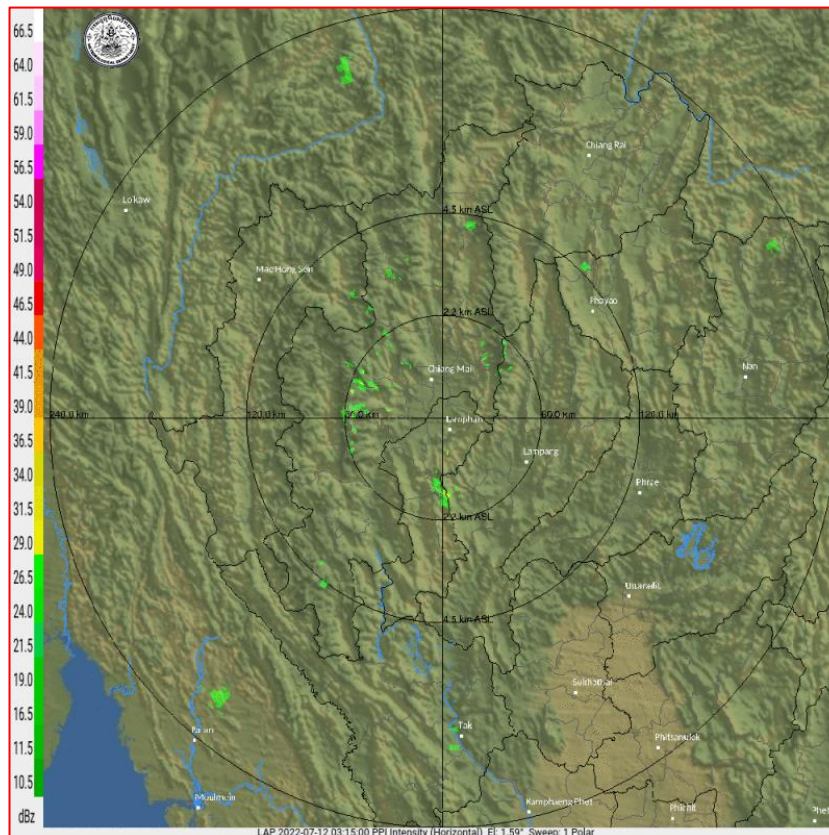 66.5
64.0
61.5
59.0
56.5
54.0
51.5
49.0
46.5
44.0
41.5
39.0
36.5
34.0
31.5
29.0
26.5
24.0
21.5
19.0
16.5
14.0
11.5
10.5
dBz
Chiang Rai
Loikaw
4.5 km ASL
Mae Hong Son
Phayao
2.2 km ASL
Chiang Mai
Nan
240.0 km
120.0 km
60.0 km
120.0 km
Lamphun
Lampang
Phrae
2.2 km ASL
Uttaradit
4.5 km ASL
Sukhothai
Tak
Pa-an
Phitsanulok
Moulmein
Kamphaeng Phet
Phichit
LAP 2022-07-12 03:15:00 PPI Intensity (Horizontal) El: 1.59° Sweep: 1 Polar